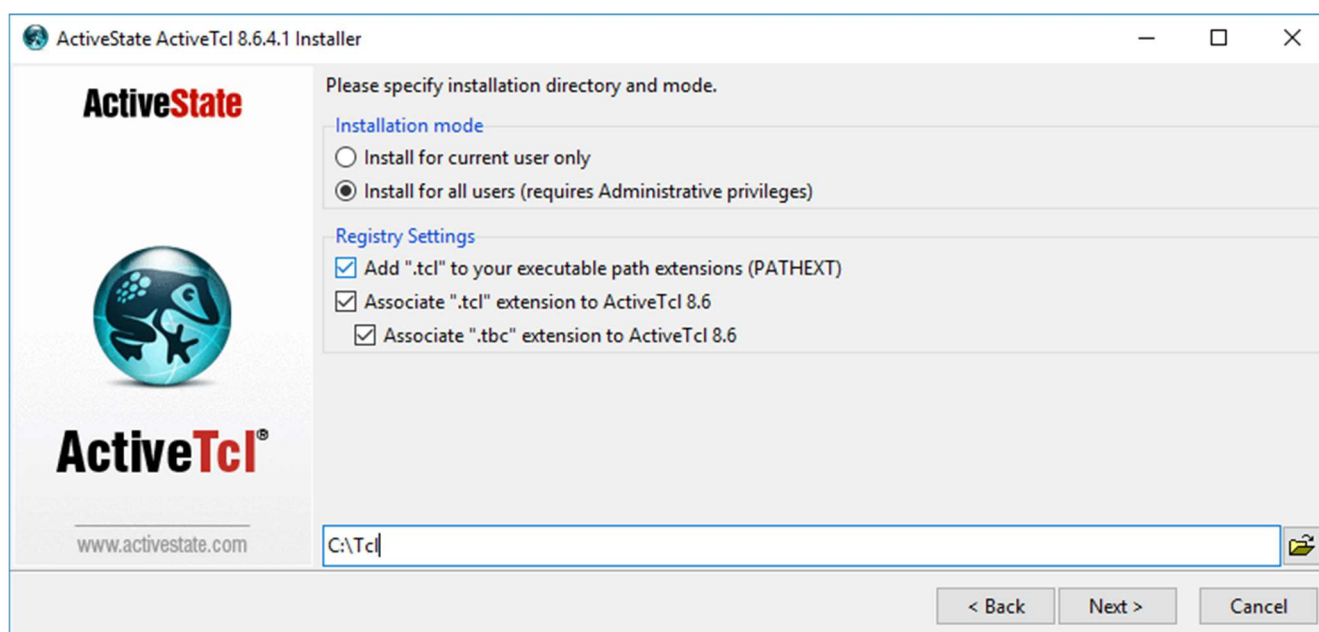 ActiveState ActiveTcl 8.6.4.1 Installer
ActiveState
Please specify installation directory and mode.
Installation mode
Install for current user only
Install for all users (requires Administrative privileges)
Registry Settings
Add ".tcl" to your executable path extensions (PATHEXT)
Associate ".tcl" extension to ActiveTcl 8.6
Associate ".tbc" extension to ActiveTcl 8.6
ActiveTcl®
www.activestate.com
C:\Tcl
< Back
Next >
Cancel